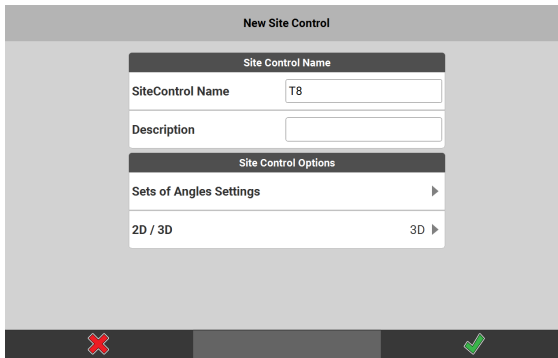 New Site Control
Site Control Name
SiteControl Name T8
Description
Site Control Options
Sets of Angles Settings
2D / 3D 3D